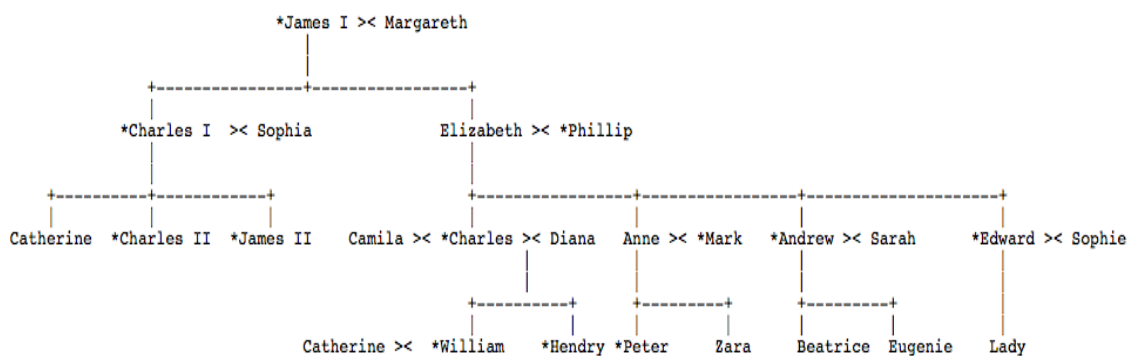 *James I >< Margareth
*Charles I >< Sophia Elizabeth >< *Phillip
Catherine *Charles II *James II Camila >< *Charles >< Diana Anne >< *Mark *Andrew >< Sarah *Edward >< Sophie
Catherine >< *William *Hendry *Peter Zara Beatrice Eugenie Lady